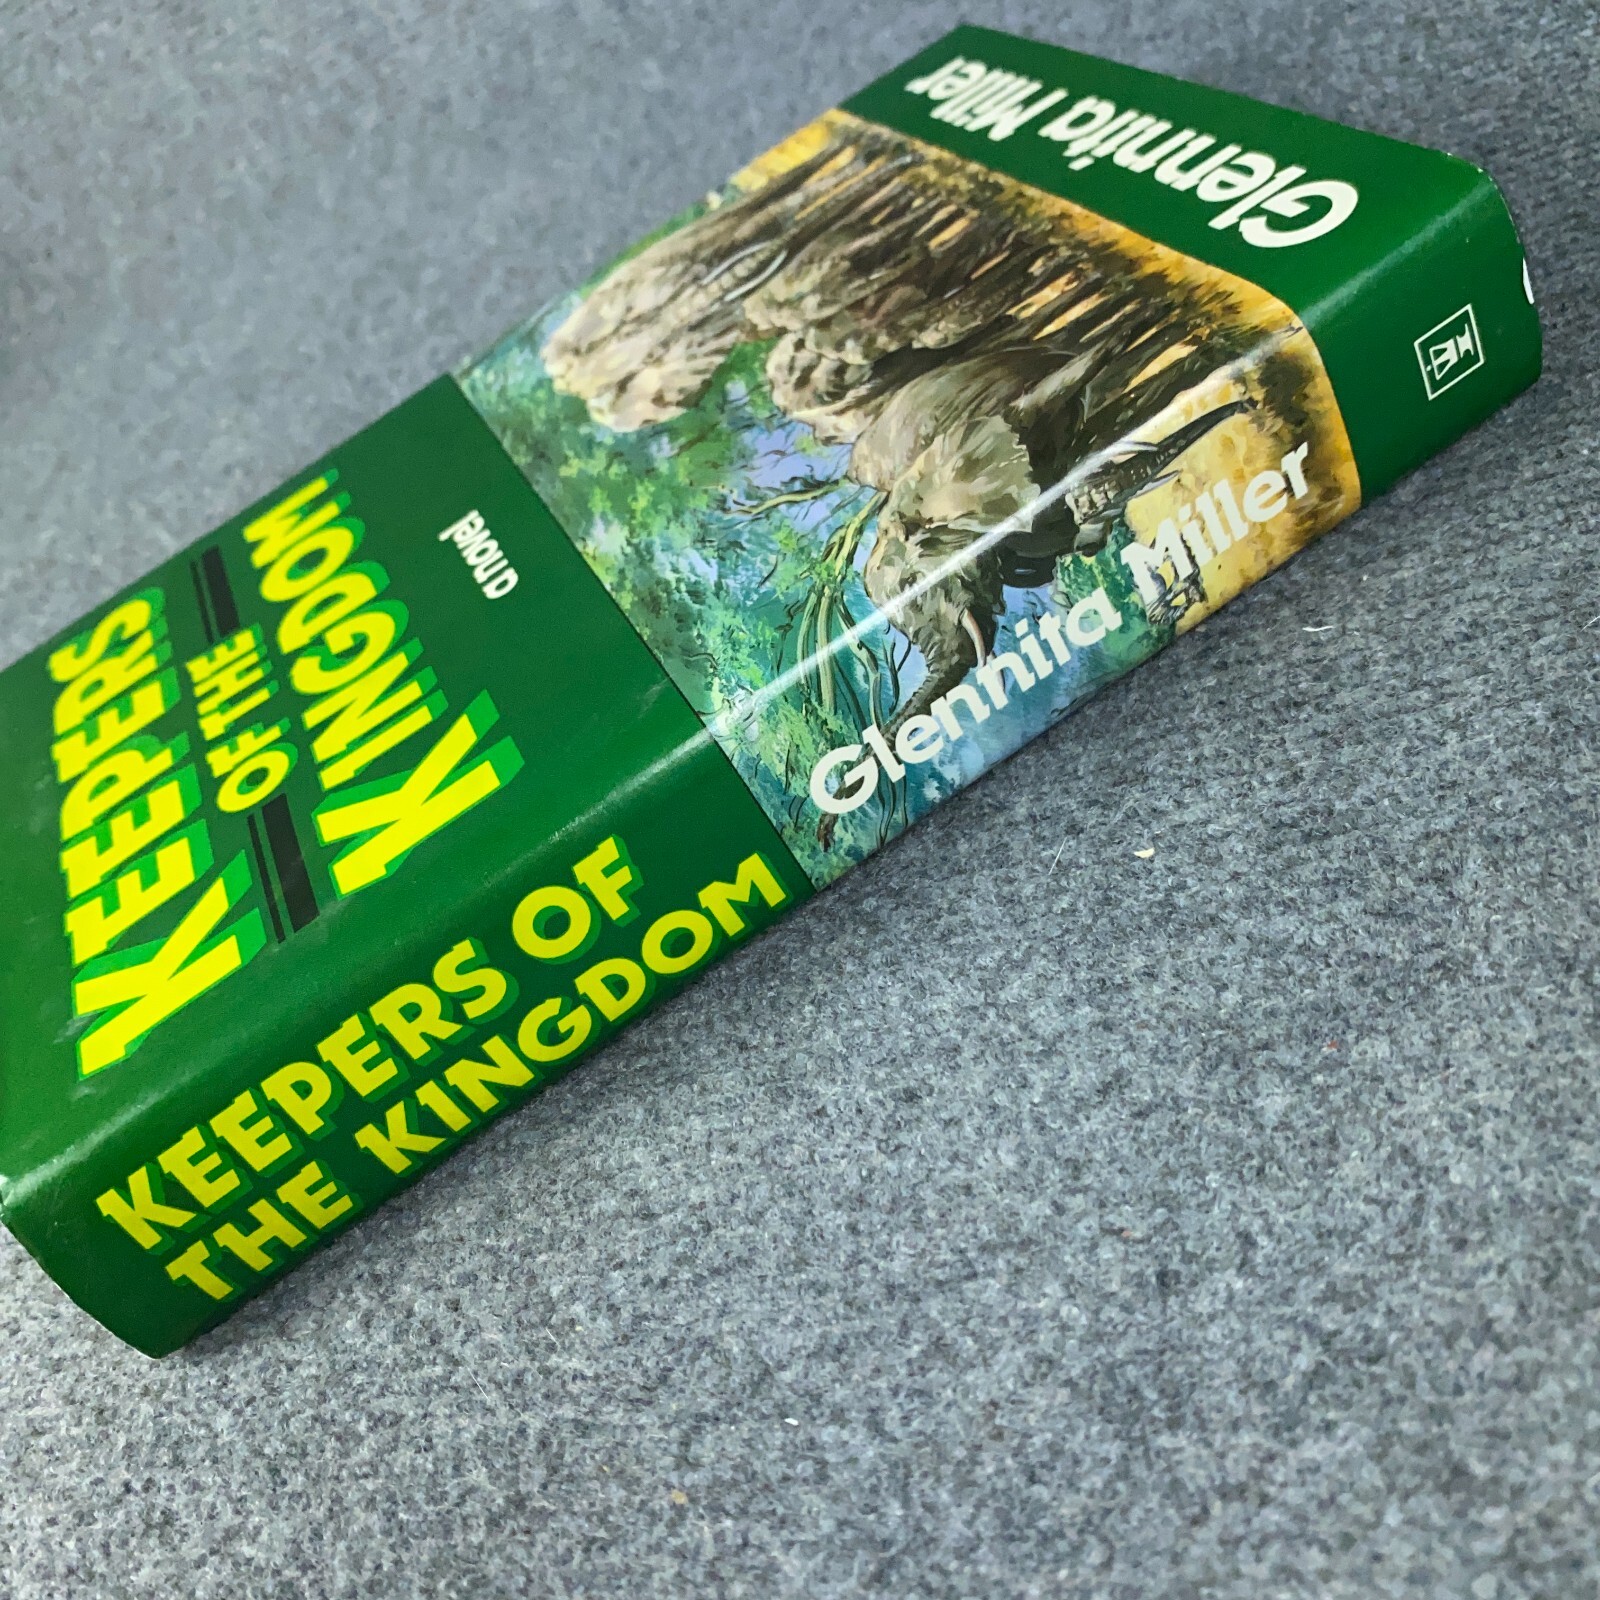 KEEPERS
OF THE
KINGDOM
a novel
Glennita Miller
KEEPERS OF
THE KINGDOM
Glennita Miller